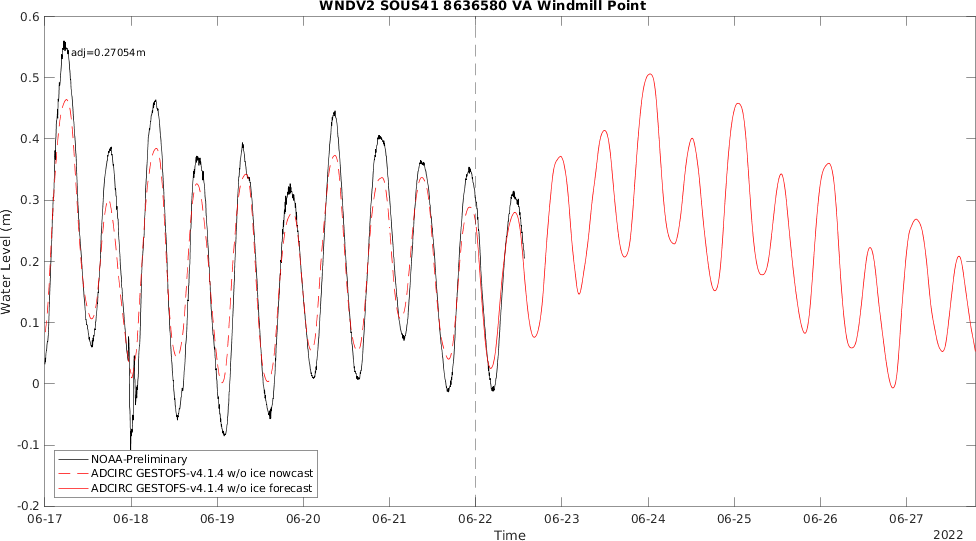 WNDV2 SOUS41 8636580 VA Windmill Point
0.6
0.5
0.4
0.3
0.2
0.1
0
-0.1
-0.2
Water Level (m)
adj=0.27054m
NOAA-Preliminary
ADCIRC GESTOFS-v4.1.4 w/o ice nowcast
ADCIRC GESTOFS-v4.1.4 w/o ice forecast
06-17 06-18 06-19 06-20 06-21 06-22 06-23 06-24 06-25 06-26 06-27
Time
2022